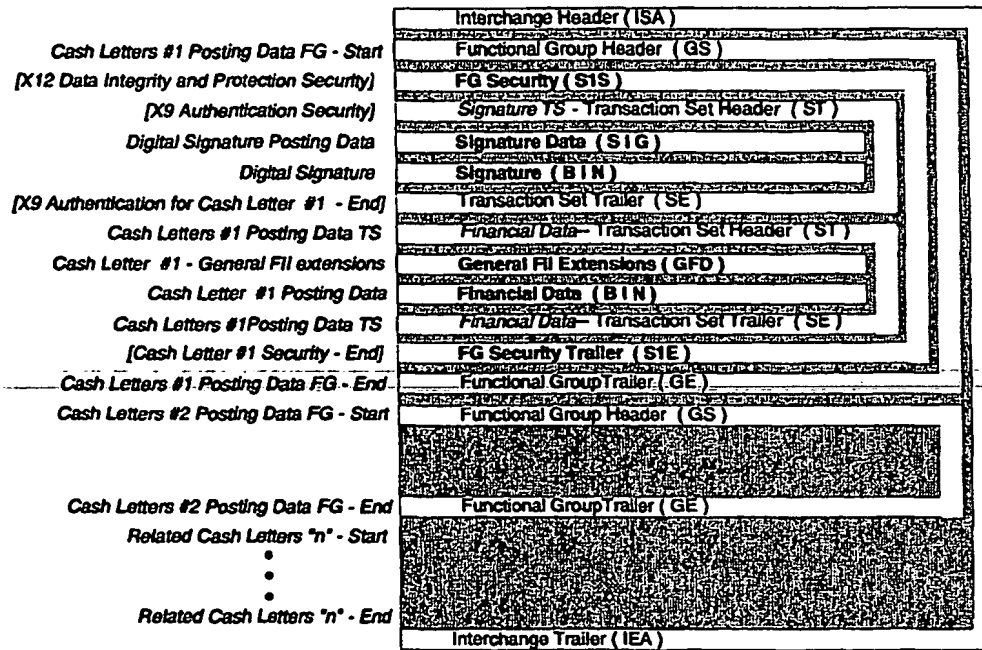 Interchange Header ( ISA )
Cash Letters #1 Posting Data FG - Start Functional Group Header ( GS )
[X12 Data Integrity and Protection Security] FG Security ( S1S )
[X9 Authentication Security] Signature TS - Transaction Set Header ( ST )
Digital Signature Posting Data Signature Data ( S I G )
Digital Signature Signature ( B I N )
[X9 Authentication for Cash Letter #1 - End] Transaction Set Trailer ( SE )
Cash Letters #1 Posting Data TS Financial Data-- Transaction Set Header ( ST )
Cash Letter #1 - General FII extensions General FII Extensions ( GFD )
Cash Letter #1 Posting Data Financial Data ( B I N )
Cash Letters #1Posting Data TS Financial Data-- Transaction Set Trailer ( SE )
[Cash Letter #1 Security - End] FG Security Trailer ( S1E )
Cash Letters #1 Posting Data FG - End Functional GroupTrailer ( GE )
Cash Letters #2 Posting Data FG - Start Functional Group Header ( GS )
Cash Letters #2 Posting Data FG - End Functional GroupTrailer ( GE )
Related Cash Letters "n" - Start
Related Cash Letters "n" - End
Interchange Trailer ( IEA )